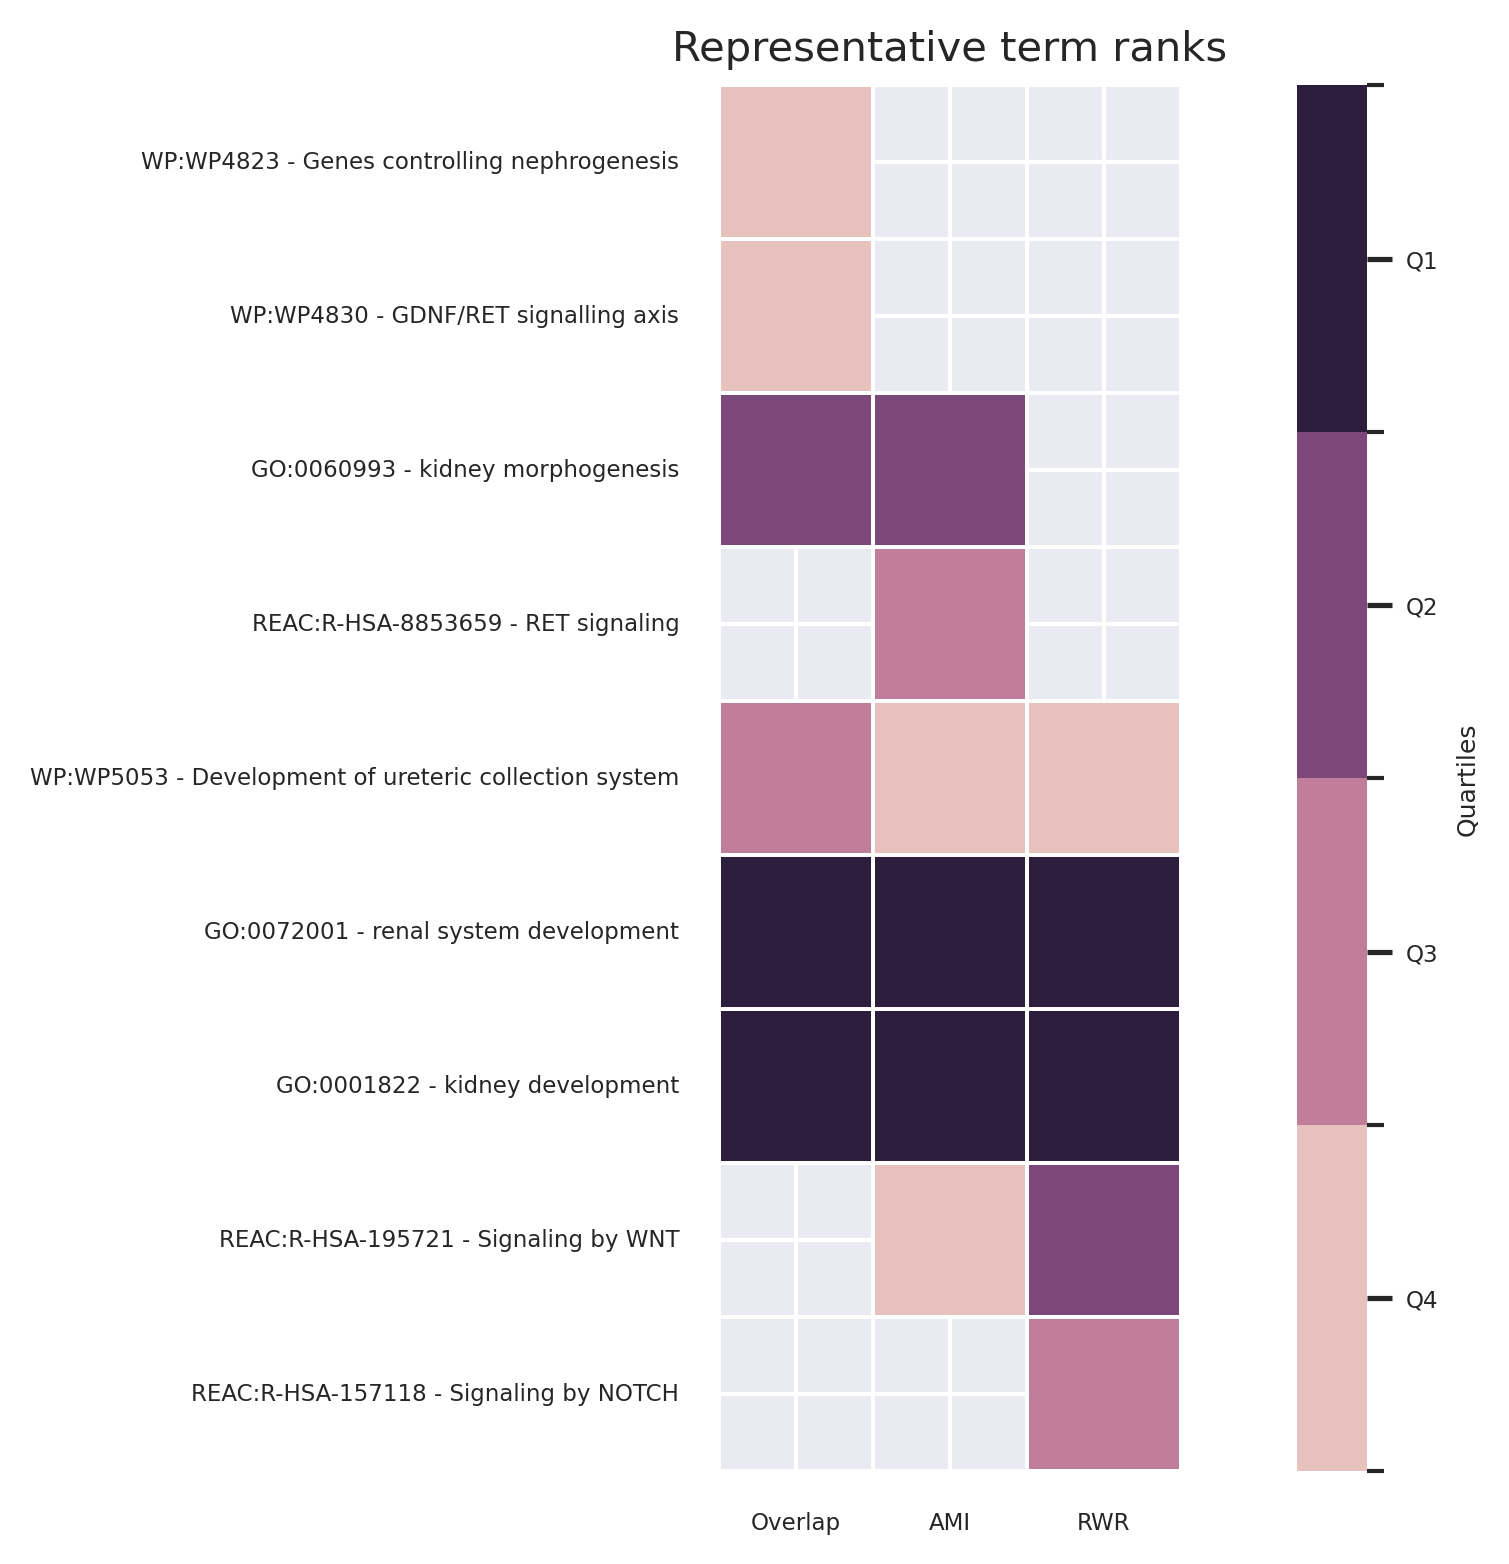 Representative term ranks
WP:WP4823 - Genes controlling nephrogenesis
WP:WP4830 - GDNF/RET signalling axis
GO:0060993 - kidney morphogenesis
REAC:R-HSA-8853659 - RET signaling
WP:WP5053 - Development of ureteric collection system
GO:0072001 - renal system development
GO:0001822 - kidney development
REAC:R-HSA-195721 - Signaling by WNT
REAC:R-HSA-157118 - Signaling by NOTCH
Overlap AMI RWR
Q1
Q2
Q3
Q4
Quartiles